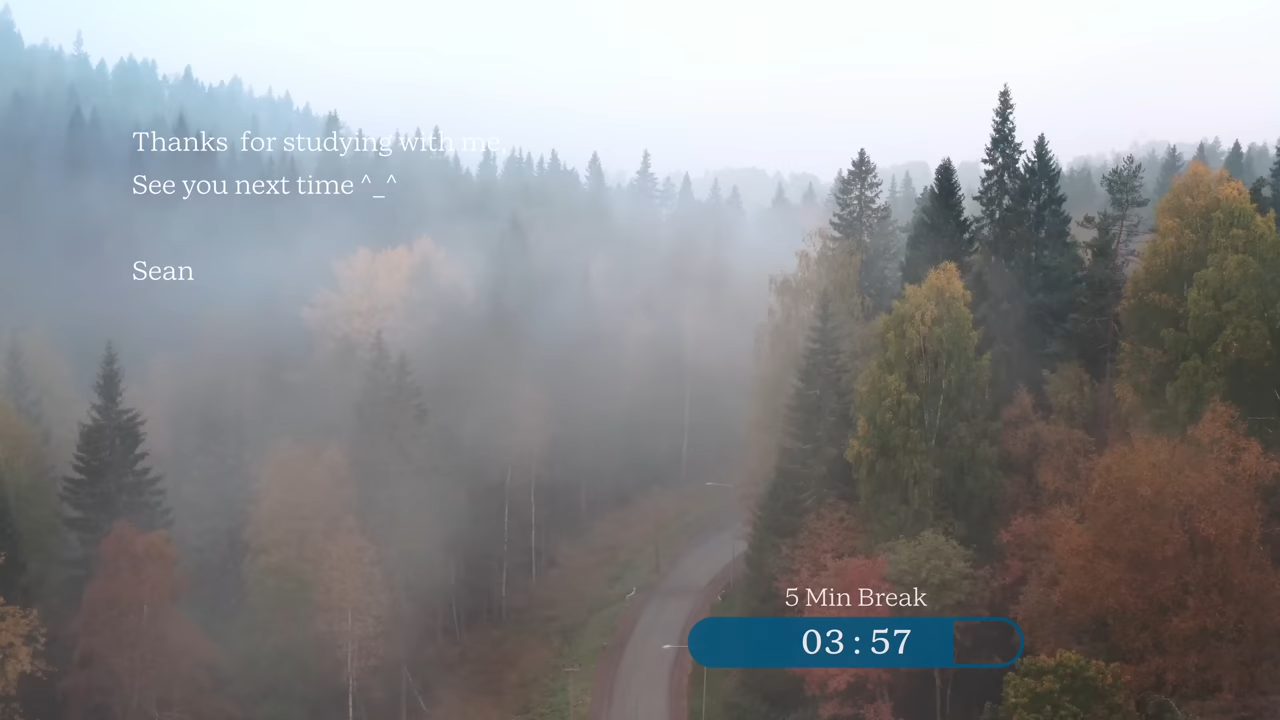 Thanks for studying with me.
See you next time ^_^
Sean
5 Min Break
03:57